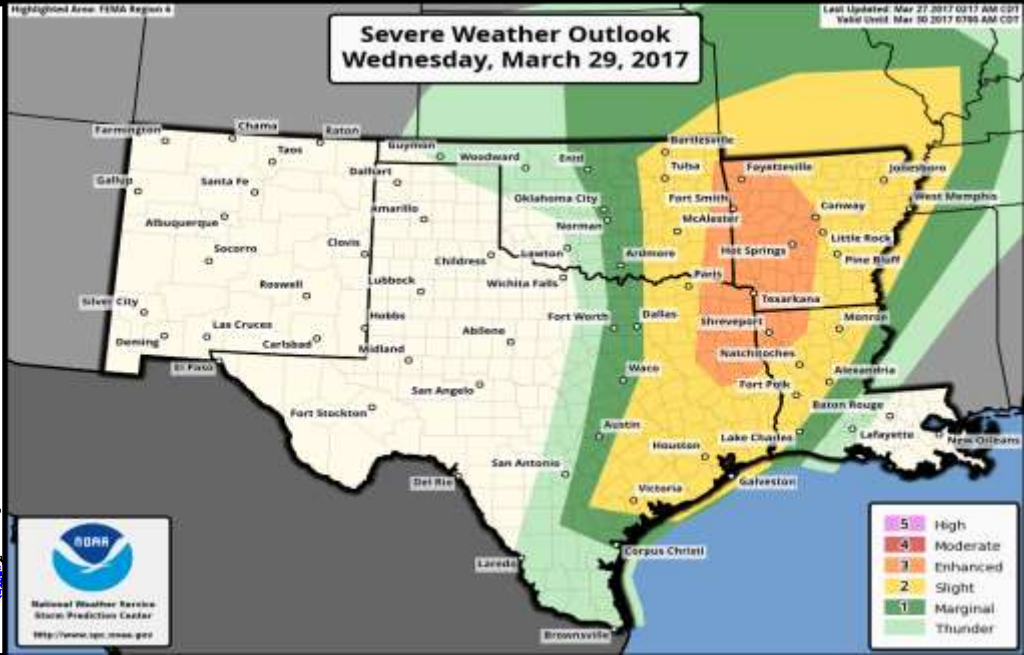 Highlighted Area: FEMA Region 6
Last Updated: Mar 27 2017 0217 AM CDT
Valid Until: Mar 30 2017 0700 AM CDT
Severe Weather Outlook
Wednesday, March 29, 2017
Farmington
Chama
Raton
Taos
Guymon
Woodward
Enid
Bartlesville
Tulsa
Fayetteville
Jonesboro
Gallup
Santa Fe
Dalhart
Oklahoma City
Fort Smith
West Memphis
Albuquerque
Amarillo
Norman
McAlester
Conway
Socorro
Clovis
Childress
Lawton
Ardmore
Hot Springs
Little Rock
Pine Bluff
Roswell
Lubbock
Wichita Falls
Paris
Texarkana
Silver City
Las Cruces
Hobbs
Abilene
Fort Worth
Dallas
Shreveport
Monroe
Deming
Carlsbad
Midland
Natchitoches
El Paso
San Angelo
Waco
Fort Polk
Alexandria
Fort Stockton
Austin
Baton Rouge
Houston
Lake Charles
Lafayette
New Orleans
San Antonio
Del Rio
Victoria
Galveston
Laredo
Corpus Christi
Brownsville
NOAA
National Weather Service
Storm Prediction Center
http://www.spc.noaa.gov
5 High
4 Moderate
3 Enhanced
2 Slight
1 Marginal
Thunder